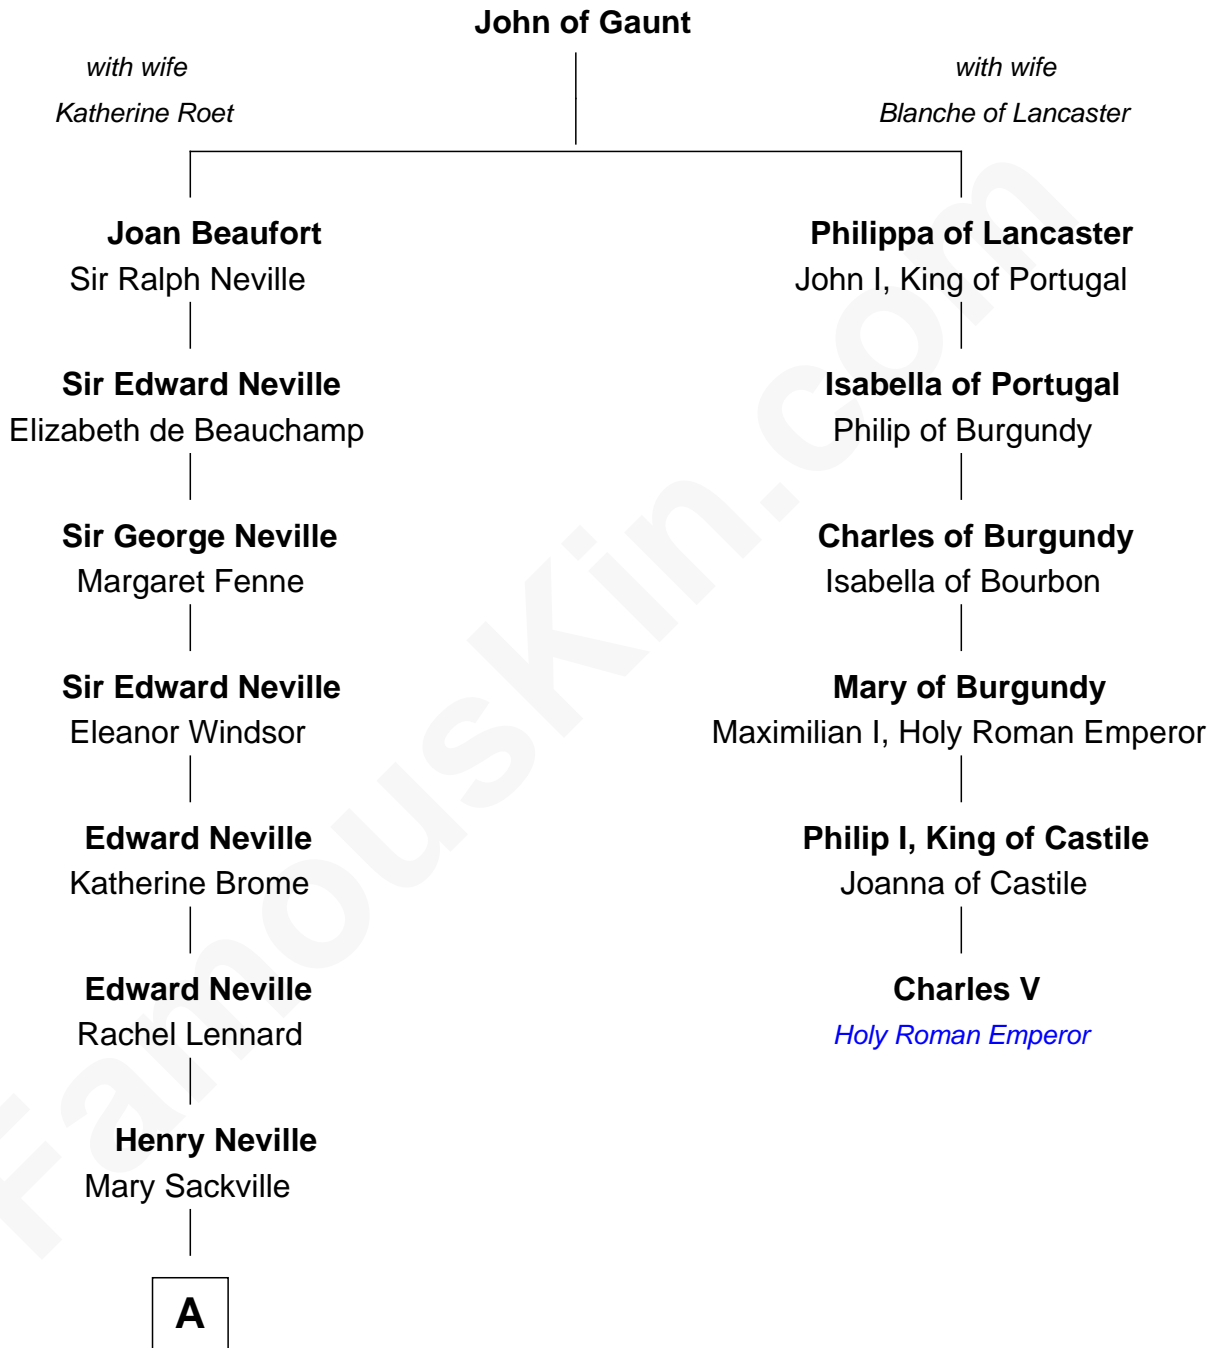 John of Gaunt
with wife
Katherine Roet
with wife
Blanche of Lancaster
Joan Beaufort
Sir Ralph Neville
Philippa of Lancaster
John I, King of Portugal
Sir Edward Neville
Elizabeth de Beauchamp
Isabella of Portugal
Philip of Burgundy
Sir George Neville
Margaret Fenne
Charles of Burgundy
Isabella of Bourbon
Sir Edward Neville
Eleanor Windsor
Mary of Burgundy
Maximilian I, Holy Roman Emperor
Edward Neville
Katherine Brome
Philip I, King of Castile
Joanna of Castile
Edward Neville
Rachel Lennard
Charles V
Holy Roman Emperor
Henry Neville
Mary Sackville
A
FamousKin.com